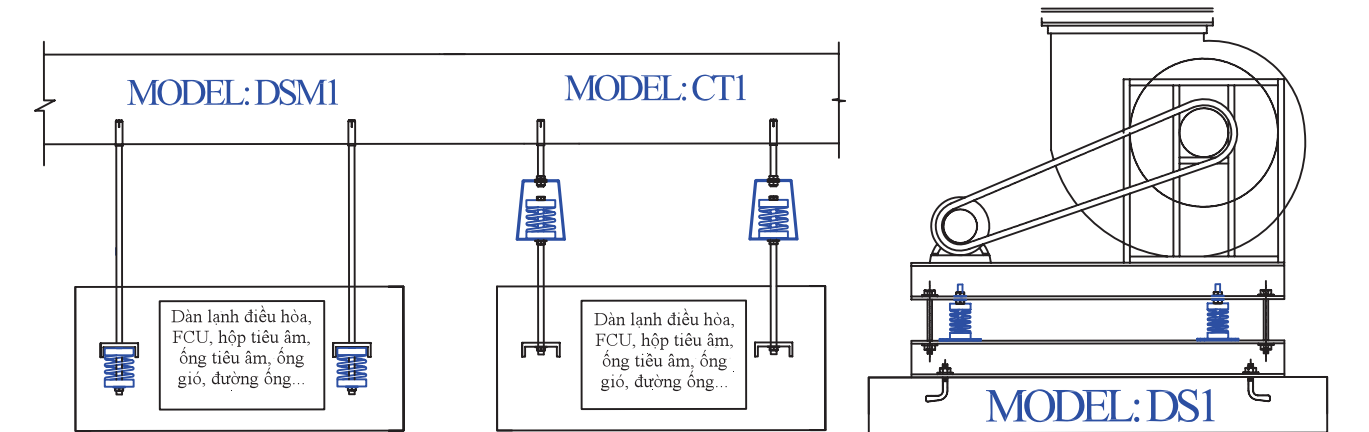 MODEL: DSM1
MODEL: CT1
Dàn lạnh điều hòa,
FCU, hộp tiêu âm,
ống tiêu âm, ống
gió, đường ống...
Dàn lạnh điều hòa,
FCU, hộp tiêu âm,
ống tiều âm, ống
gió, đường ống...
MODEL: DS1